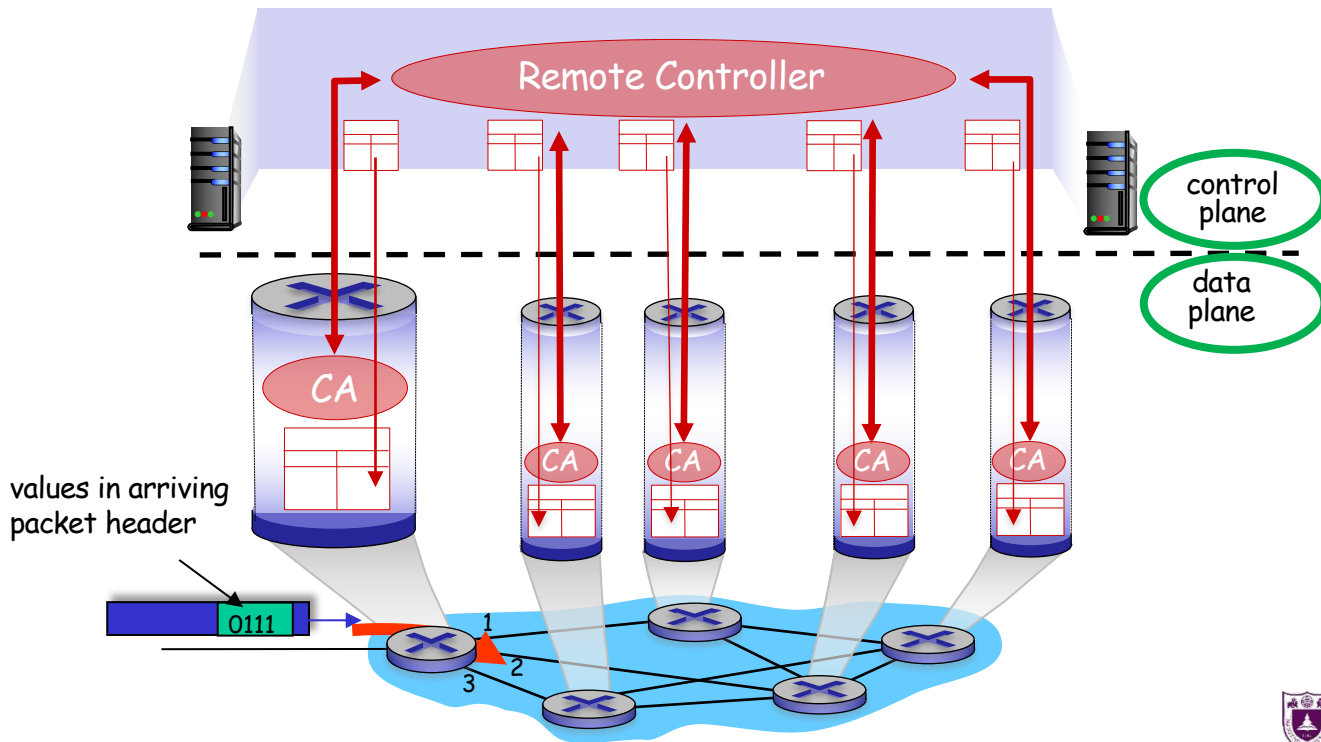 Remote Controller
control
plane
data
plane
CA
CA
CA
CA
CA
values in arriving
packet header
0111
1
2
3